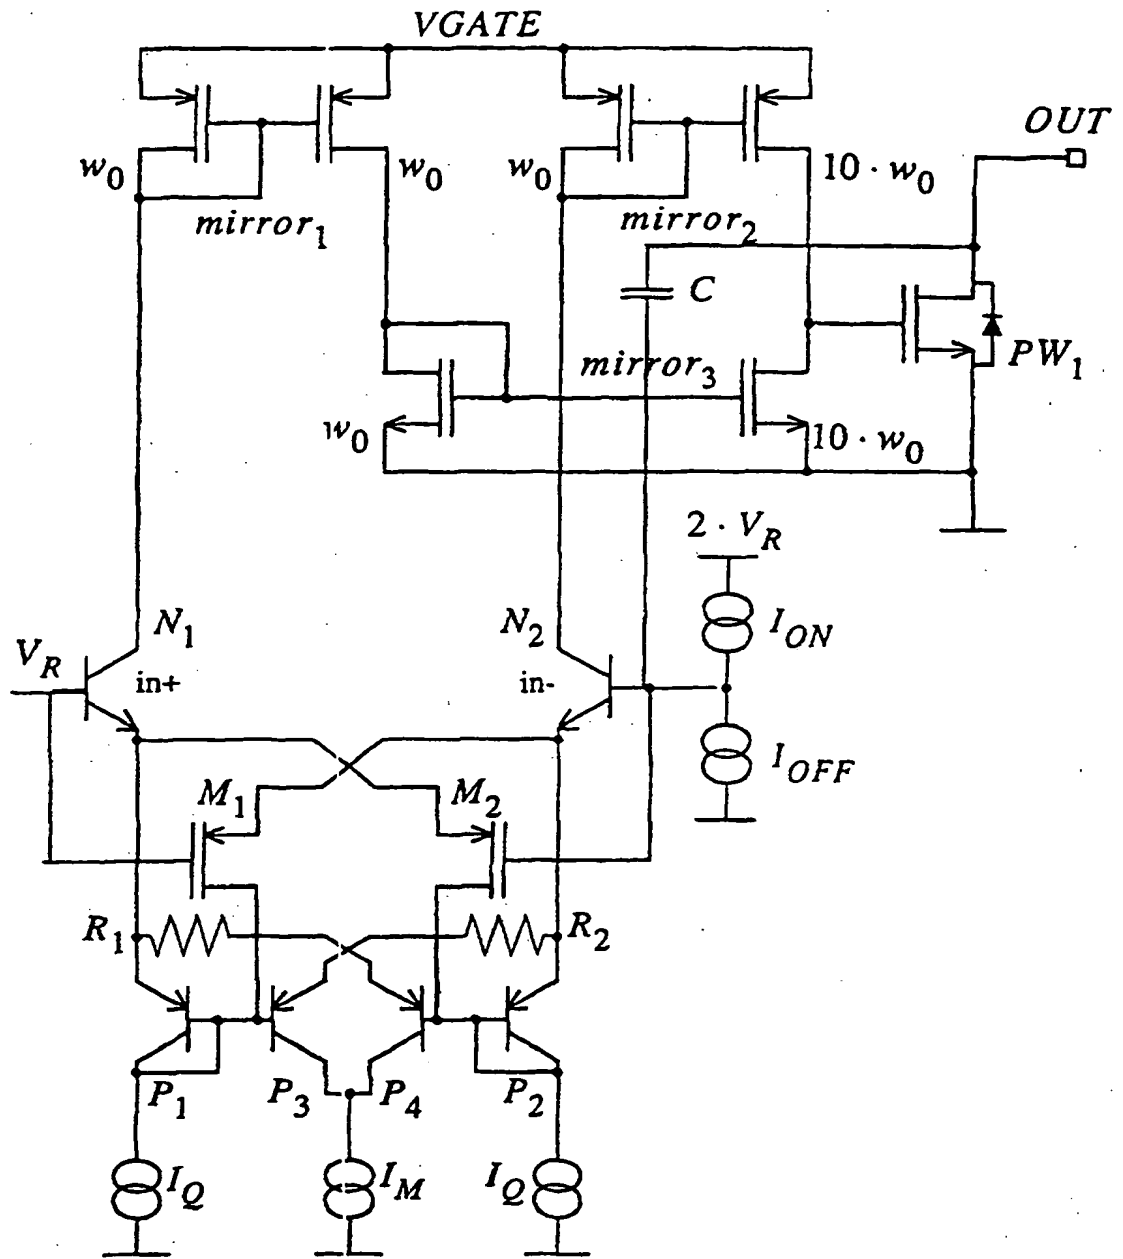 VGATE
OUT
w0
w0
w0
10 · w0
mirror1
mirror2
C
mirror3
PW1
w0
10 · w0
2 · VR
N1
N2
ION
VR
in+
in-
IOFF
M1
M2
R1
R2
P1
P3
P4
P2
IQ
IM
IQ